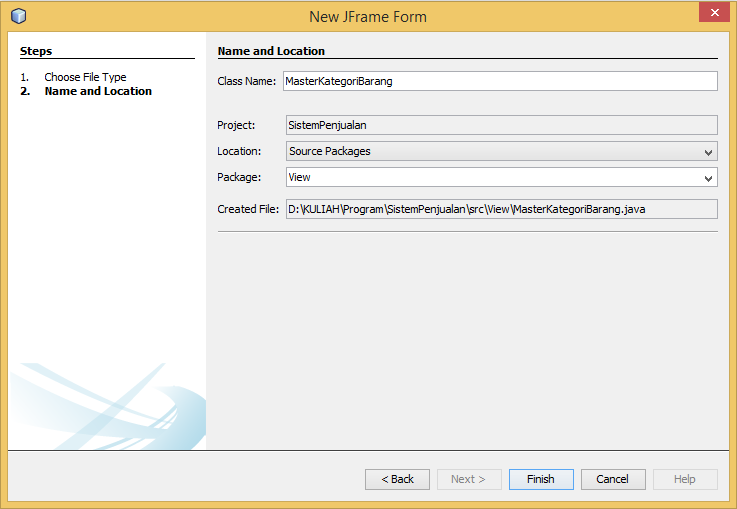 New JFrame Form
Steps
1. Choose File Type
2. Name and Location
Name and Location
Class Name: MasterKategoriBarang
Project: SistemPenjualan
Location: Source Packages
Package: View
Created File: D:\KULIAH\Program\SistemPenjualan\src\View\MasterKategoriBarang.java
< Back Next > Finish Cancel Help